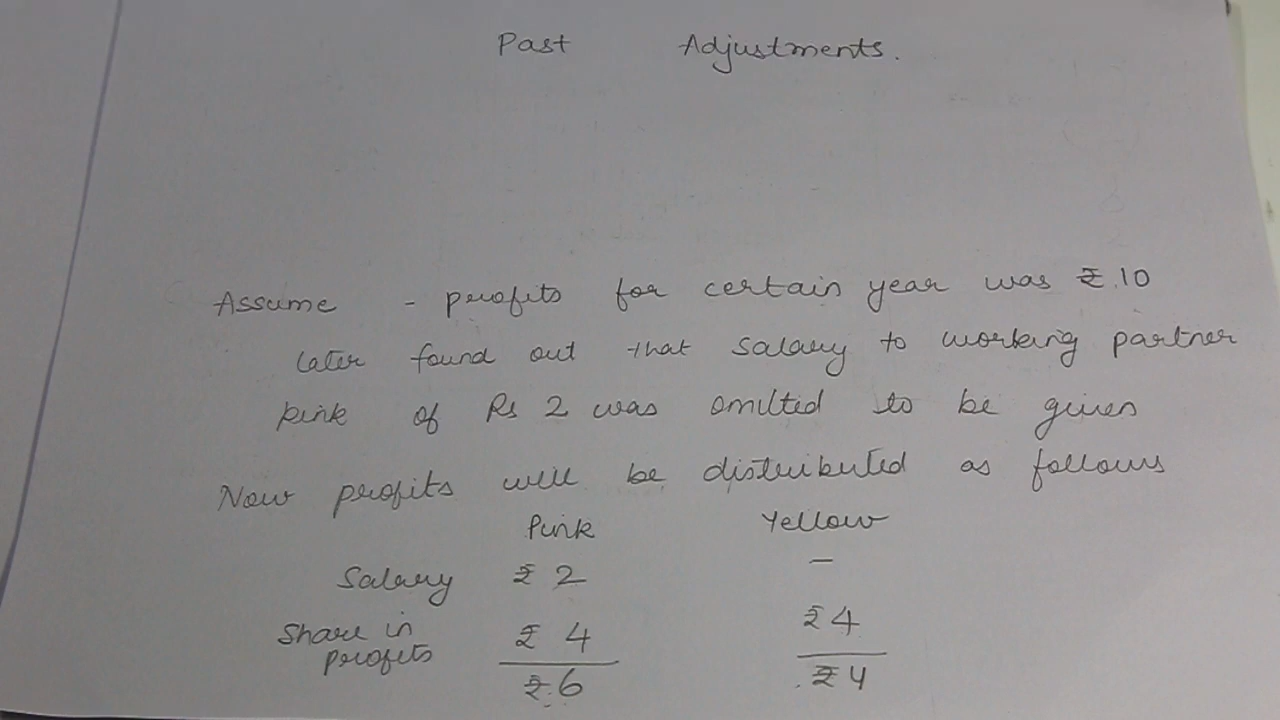 Past Adjustments.
Assume - profits for certain year was ₹.10
later found out that salary to working partner
pink of Rs 2 was omitted to be given
Now profits will be distributed as follows
Pink Yellow
Salary ₹ 2 —
Share in profits ₹ 4 ₹4
₹.6 .₹4